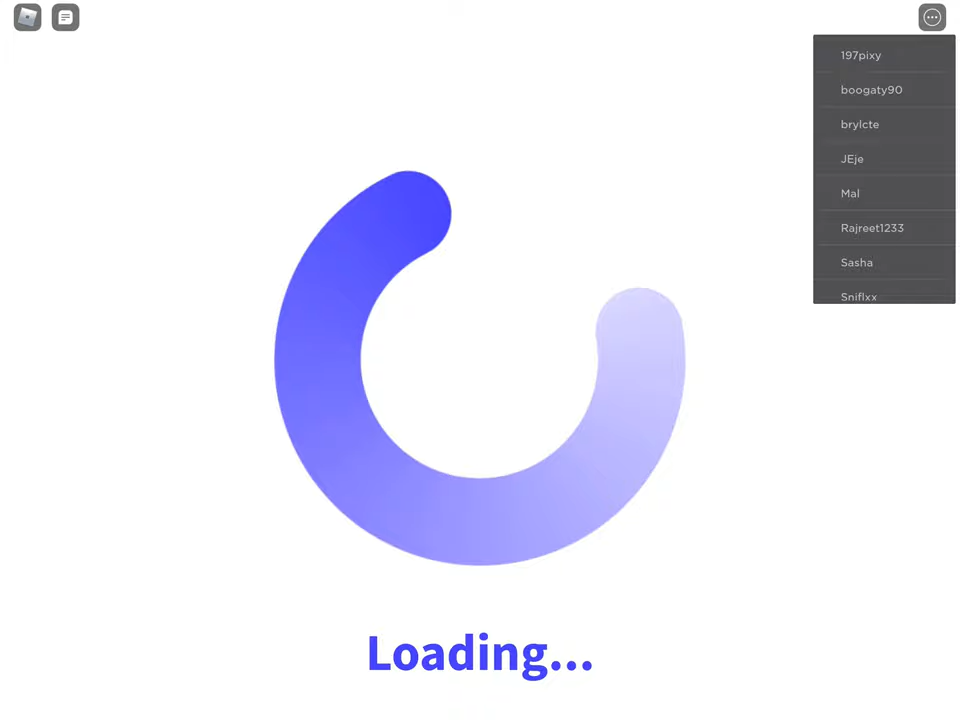 197pixy
boogaty90
brylcte
JEje
Mal
Rajreet1233
Sasha
Sniflxx
Loading...